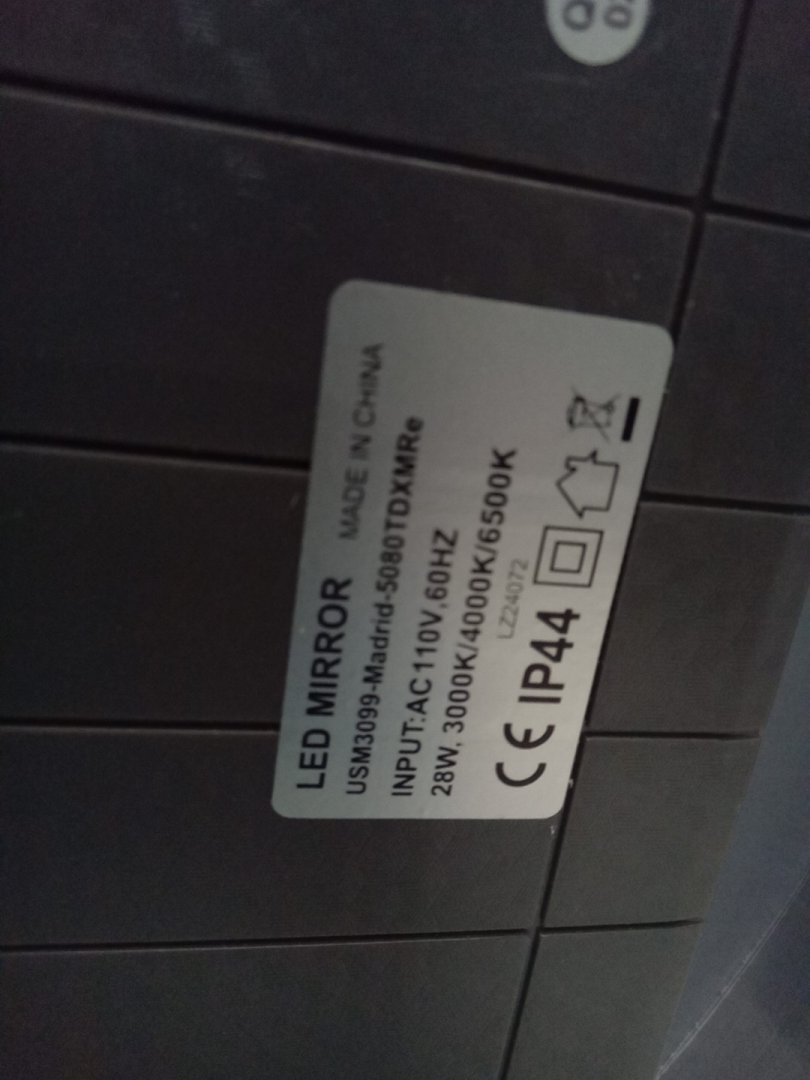 LED MIRROR MADE IN CHINA
USM3099-Madrid-5080TDXMRe
INPUT:AC110V,60HZ
28W, 3000K/4000K/6500K
LZ24072
CE IP44